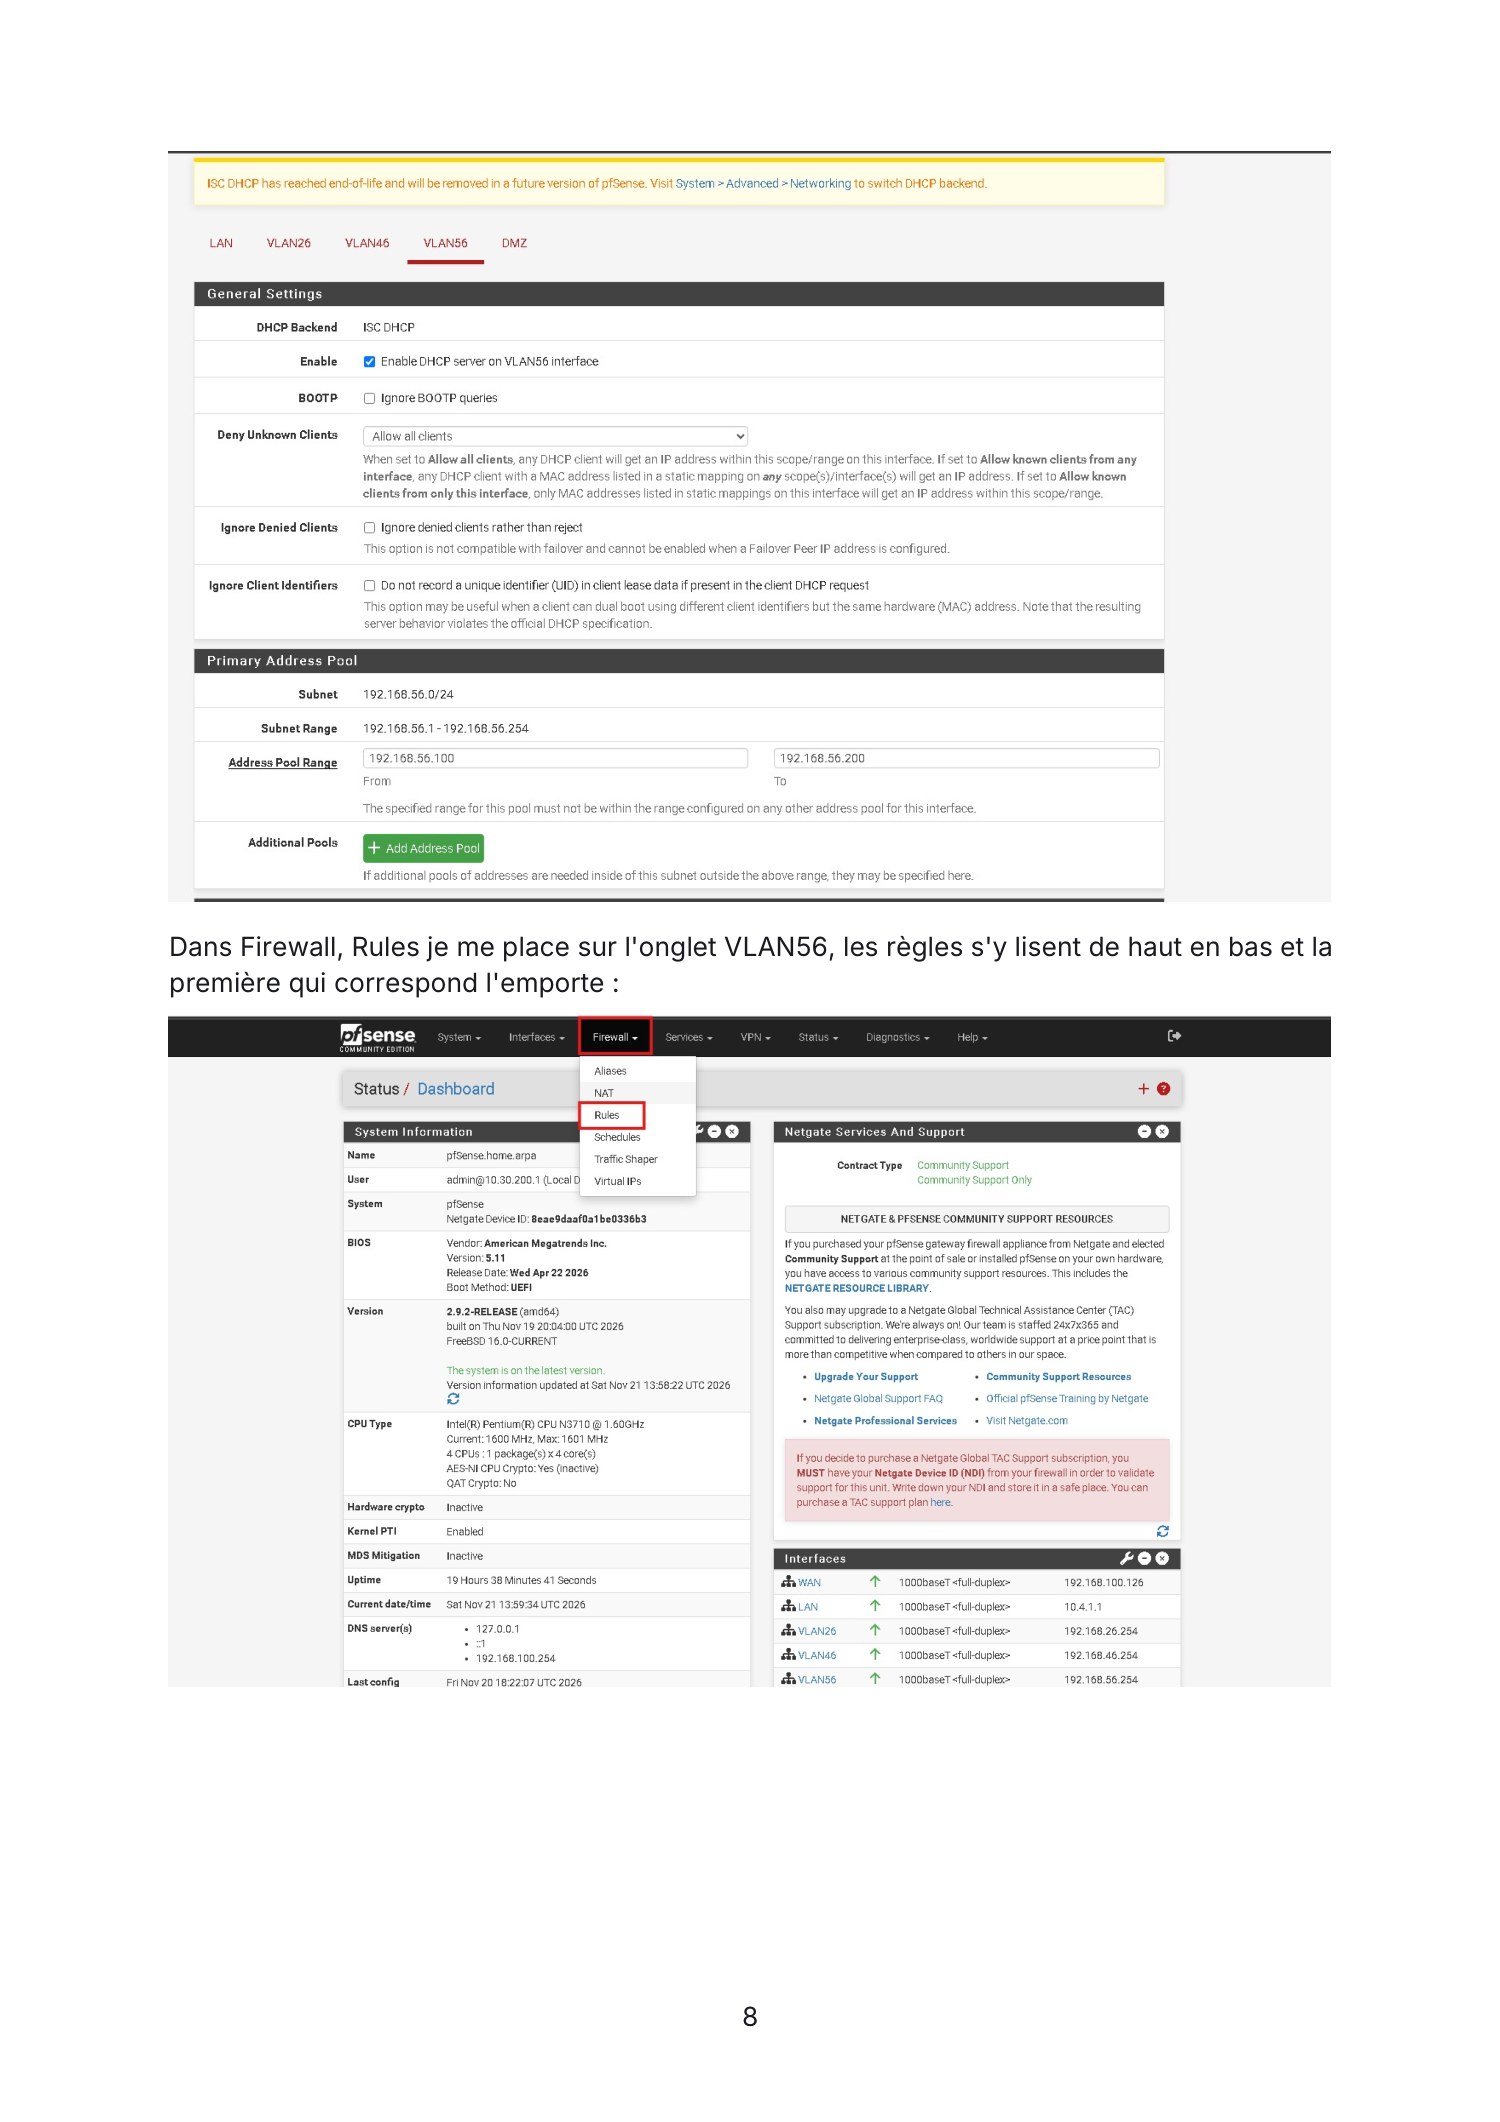 ISC DHCP has reached end-of-life and will be removed in a future version of pfSense. Visit System > Advanced > Networking to switch DHCP backend.
LAN VLAN26 VLAN46 VLAN56 DMZ
General Settings
DHCP Backend ISC DHCP
Enable Enable DHCP server on VLAN56 interface
BOOTP Ignore BOOTP queries
Deny Unknown Clients Allow all clients
When set to Allow all clients, any DHCP client will get an IP address within this scope/range on this interface. If set to Allow known clients from any
interface, any DHCP client with a MAC address listed in a static mapping on any scope(s)/interface(s) will get an IP address. If set to Allow known
clients from only this interface, only MAC addresses listed in static mappings on this interface will get an IP address within this scope/range.
Ignore Denied Clients Ignore denied clients rather than reject
This option is not compatible with failover and cannot be enabled when a Failover Peer IP address is configured.
Ignore Client Identifiers Do not record a unique identifier (UID) in client lease data if present in the client DHCP request
This option may be useful when a client can dual boot using different client identifiers but the same hardware (MAC) address. Note that the resulting
server behavior violates the official DHCP specification.
Primary Address Pool
Subnet 192.168.56.0/24
Subnet Range 192.168.56.1 - 192.168.56.254
Address Pool Range 192.168.56.100 192.168.56.200
From To
The specified range for this pool must not be within the range configured on any other address pool for this interface.
Additional Pools + Add Address Pool
If additional pools of addresses are needed inside of this subnet outside the above range, they may be specified here.
Dans Firewall, Rules je me place sur l'onglet VLAN56, les règles s'y lisent de haut en bas et la
première qui correspond l'emporte :
pfsense System Interfaces Firewall Services VPN Status Diagnostics Help
COMMUNITY EDITION
Aliases
NAT
Rules
Schedules
Traffic Shaper
Virtual IPs
Status / Dashboard
System Information
Name pfSense.home.arpa
User admin@10.30.200.1 (Local D
System pfSense
Netgate Device ID: 8eae9daaf0a1be0336b3
BIOS Vendor: American Megatrends Inc.
Version: 5.11
Release Date: Wed Apr 22 2026
Boot Method: UEFI
Version 2.9.2-RELEASE (amd64)
built on Thu Nov 19 20:04:00 UTC 2026
FreeBSD 16.0-CURRENT
The system is on the latest version.
Version information updated at Sat Nov 21 13:58:22 UTC 2026
CPU Type Intel(R) Pentium(R) CPU N3710 @ 1.60GHz
Current: 1600 MHz, Max: 1601 MHz
4 CPUs : 1 package(s) x 4 core(s)
AES-NI CPU Crypto: Yes (inactive)
QAT Crypto: No
Hardware crypto Inactive
Kernel PTI Enabled
MDS Mitigation Inactive
Uptime 19 Hours 38 Minutes 41 Seconds
Current date/time Sat Nov 21 13:59:34 UTC 2026
DNS server(s) • 127.0.0.1
• ::1
• 192.168.100.254
Last config Fri Nov 20 18:22:07 UTC 2026
Netgate Services And Support
Contract Type Community Support
Community Support Only
NETGATE & PFSENSE COMMUNITY SUPPORT RESOURCES
If you purchased your pfSense gateway firewall appliance from Netgate and elected
Community Support at the point of sale or installed pfSense on your own hardware,
you have access to various community support resources. This includes the
NETGATE RESOURCE LIBRARY.
You also may upgrade to a Netgate Global Technical Assistance Center (TAC)
Support subscription. We're always on! Our team is staffed 24x7x365 and
committed to delivering enterprise-class, worldwide support at a price point that is
more than competitive when compared to others in our space.
• Upgrade Your Support • Community Support Resources
• Netgate Global Support FAQ • Official pfSense Training by Netgate
• Netgate Professional Services • Visit Netgate.com
If you decide to purchase a Netgate Global TAC Support subscription, you
MUST have your Netgate Device ID (NDI) from your firewall in order to validate
support for this unit. Write down your NDI and store it in a safe place. You can
purchase a TAC support plan here.
Interfaces
WAN 1000baseT <full-duplex> 192.168.100.126
LAN 1000baseT <full-duplex> 10.4.1.1
VLAN26 1000baseT <full-duplex> 192.168.26.254
VLAN46 1000baseT <full-duplex> 192.168.46.254
VLAN56 1000baseT <full-duplex> 192.168.56.254
8